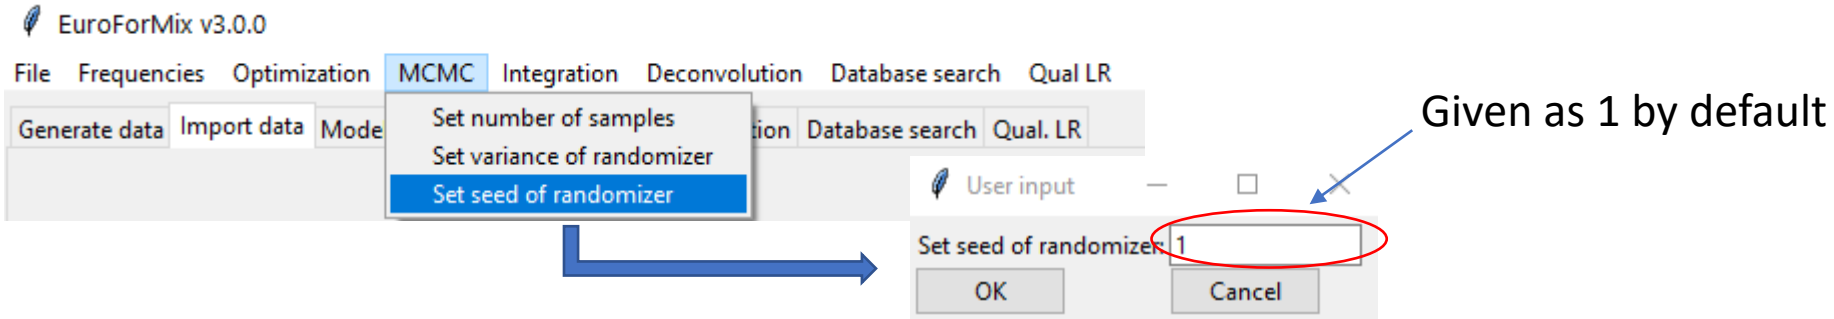 EuroForMix v3.0.0
File Frequencies Optimization MCMC Integration Deconvolution Database search Qual LR
Generate data Import data Mode tion Database search Qual. LR
Set number of samples
Set variance of randomizer
Set seed of randomizer
Given as 1 by default
User input
Set seed of randomizer: 1
OK Cancel